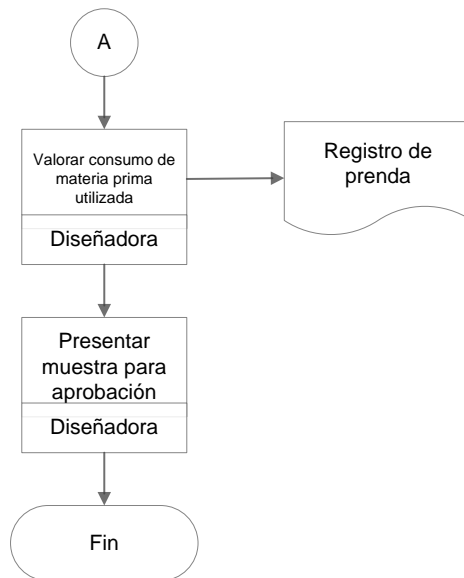 A
Valorar consumo de
materia prima
utilizada
Diseñadora
Registro de
prenda
Presentar
muestra para
aprobación
Diseñadora
Fin